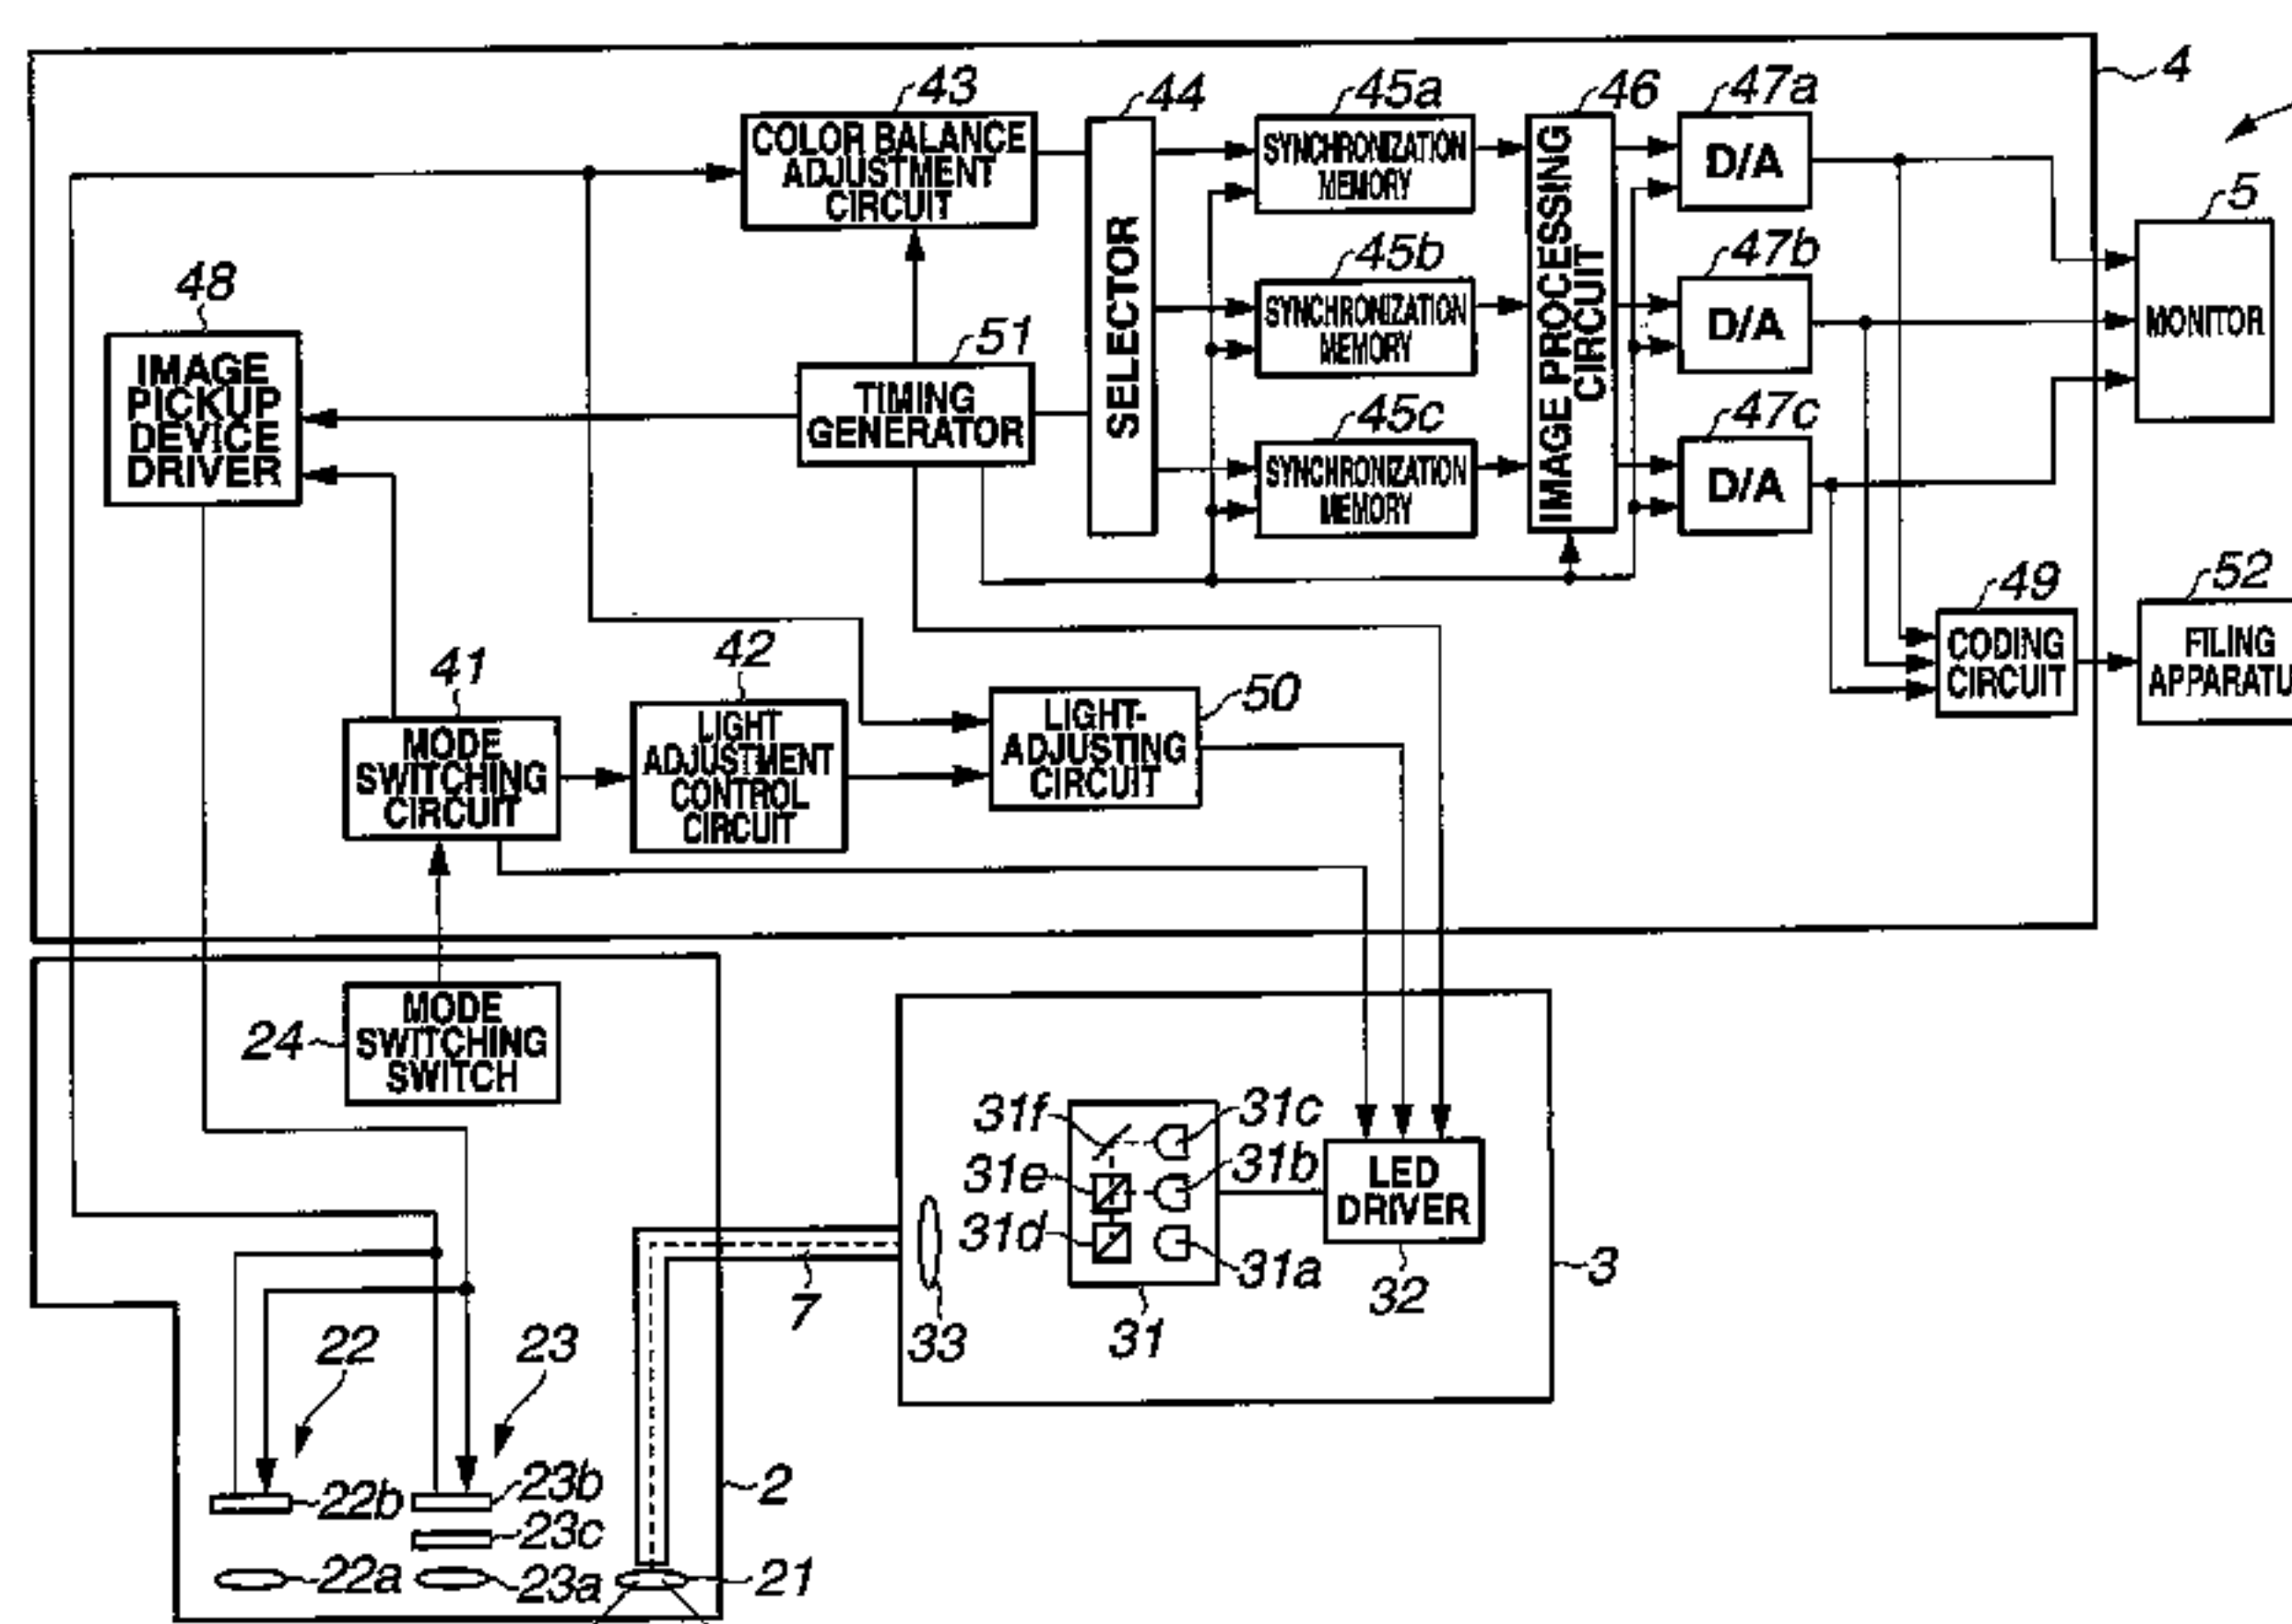 4
43
44
45a
46
47a
COLOR BALANCE
ADJUSTMENT
CIRCUIT
SELECTOR
SYNCHRONIZATION
MEMORY
IMAGE PROCESSING
CIRCUIT
D/A
5
MONITOR
48
IMAGE
PICKUP
DEVICE
DRIVER
51
TIMING
GENERATOR
45b
SYNCHRONIZATION
MEMORY
47b
D/A
45c
SYNCHRONIZATION
MEMORY
47c
D/A
49
CODING
CIRCUIT
52
FILING
APPARATU
41
MODE
SWITCHING
CIRCUIT
42
LIGHT
ADJUSTMENT
CONTROL
CIRCUIT
50
LIGHT-
ADJUSTING
CIRCUIT
24
MODE
SWITCHING
SWITCH
31f
31c
31e
31b
31d
31a
LED
DRIVER
32
31
33
3
7
22
23
22b
23b
23c
22a
23a
21
2